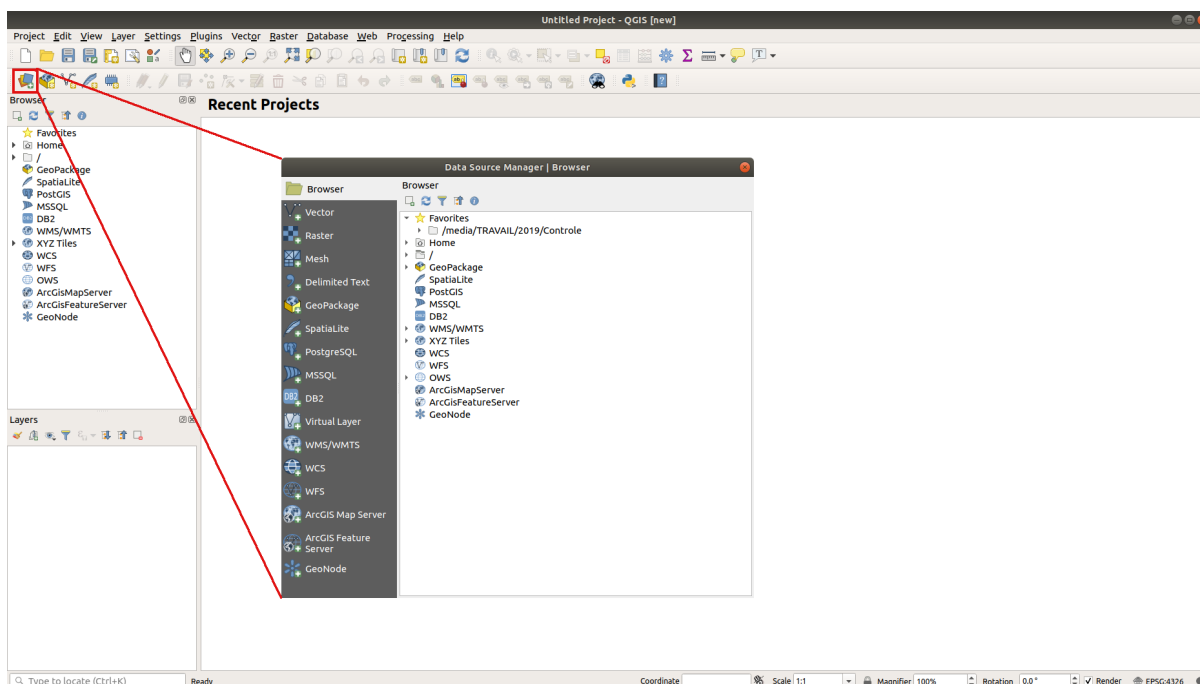 Untitled Project - QGIS [new]
Project Edit View Layer Settings Plugins Vector Raster Database Web Processing Help
Browser
Favorites
Home
/
GeoPackage
SpatiaLite
PostGIS
MSSQL
DB2
WMS/WMTS
XYZ Tiles
WCS
WFS
OWS
ArcGisMapServer
ArcGisFeatureServer
GeoNode
Layers
Recent Projects
Data Source Manager | Browser
Browser
Vector
Raster
Mesh
Delimited Text
GeoPackage
SpatiaLite
PostgreSQL
MSSQL
DB2
Virtual Layer
WMS/WMTS
WCS
WFS
ArcGIS Map Server
ArcGIS Feature
Server
GeoNode
Browser
Favorites
/media/TRAVAIL/2019/Controle
Home
/
GeoPackage
SpatiaLite
PostGIS
MSSQL
DB2
WMS/WMTS
XYZ Tiles
WCS
WFS
OWS
ArcGisMapServer
ArcGisFeatureServer
GeoNode
Type to locate (Ctrl+K) Ready Coordinate Scale 1:1 Magnifier 100% Rotation 0.0 ° Render EPSG:4326